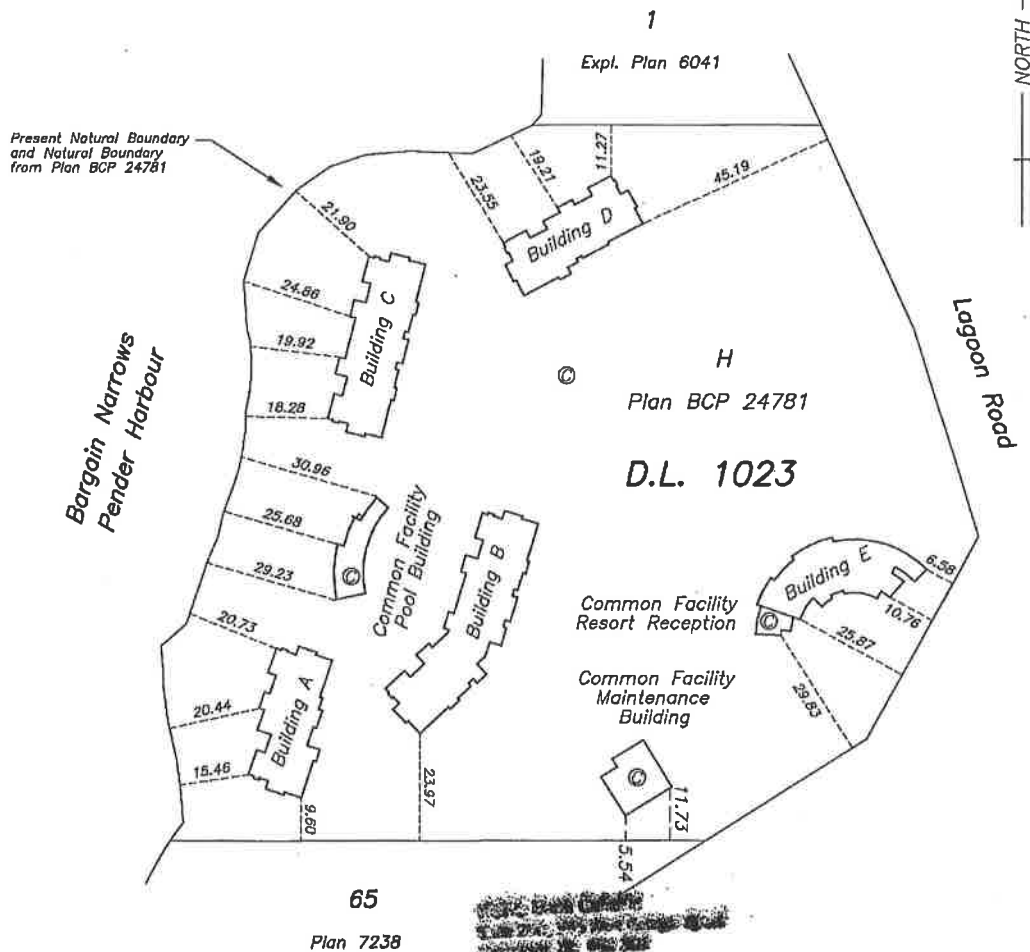 1
Expl. Plan 6041
NORTH
Present Natural Boundary
and Natural Boundary
from Plan BCP 24781
11.27
19.21
23.55
45.19
Building D
21.90
24.86
19.92
18.28
Building C
Bargain Narrows
Pender Harbour
Lagoon Road
H
Plan BCP 24781
D.L. 1023
C
30.96
25.68
29.23
C
Common Facility
Pool Building
Building B
Building E
6.58
10.76
25.87
29.83
Common Facility
Resort Reception
C
Common Facility
Maintenance
Building
C
20.73
20.44
15.46
Building A
9.60
23.97
11.73
5.54
65
Plan 7238